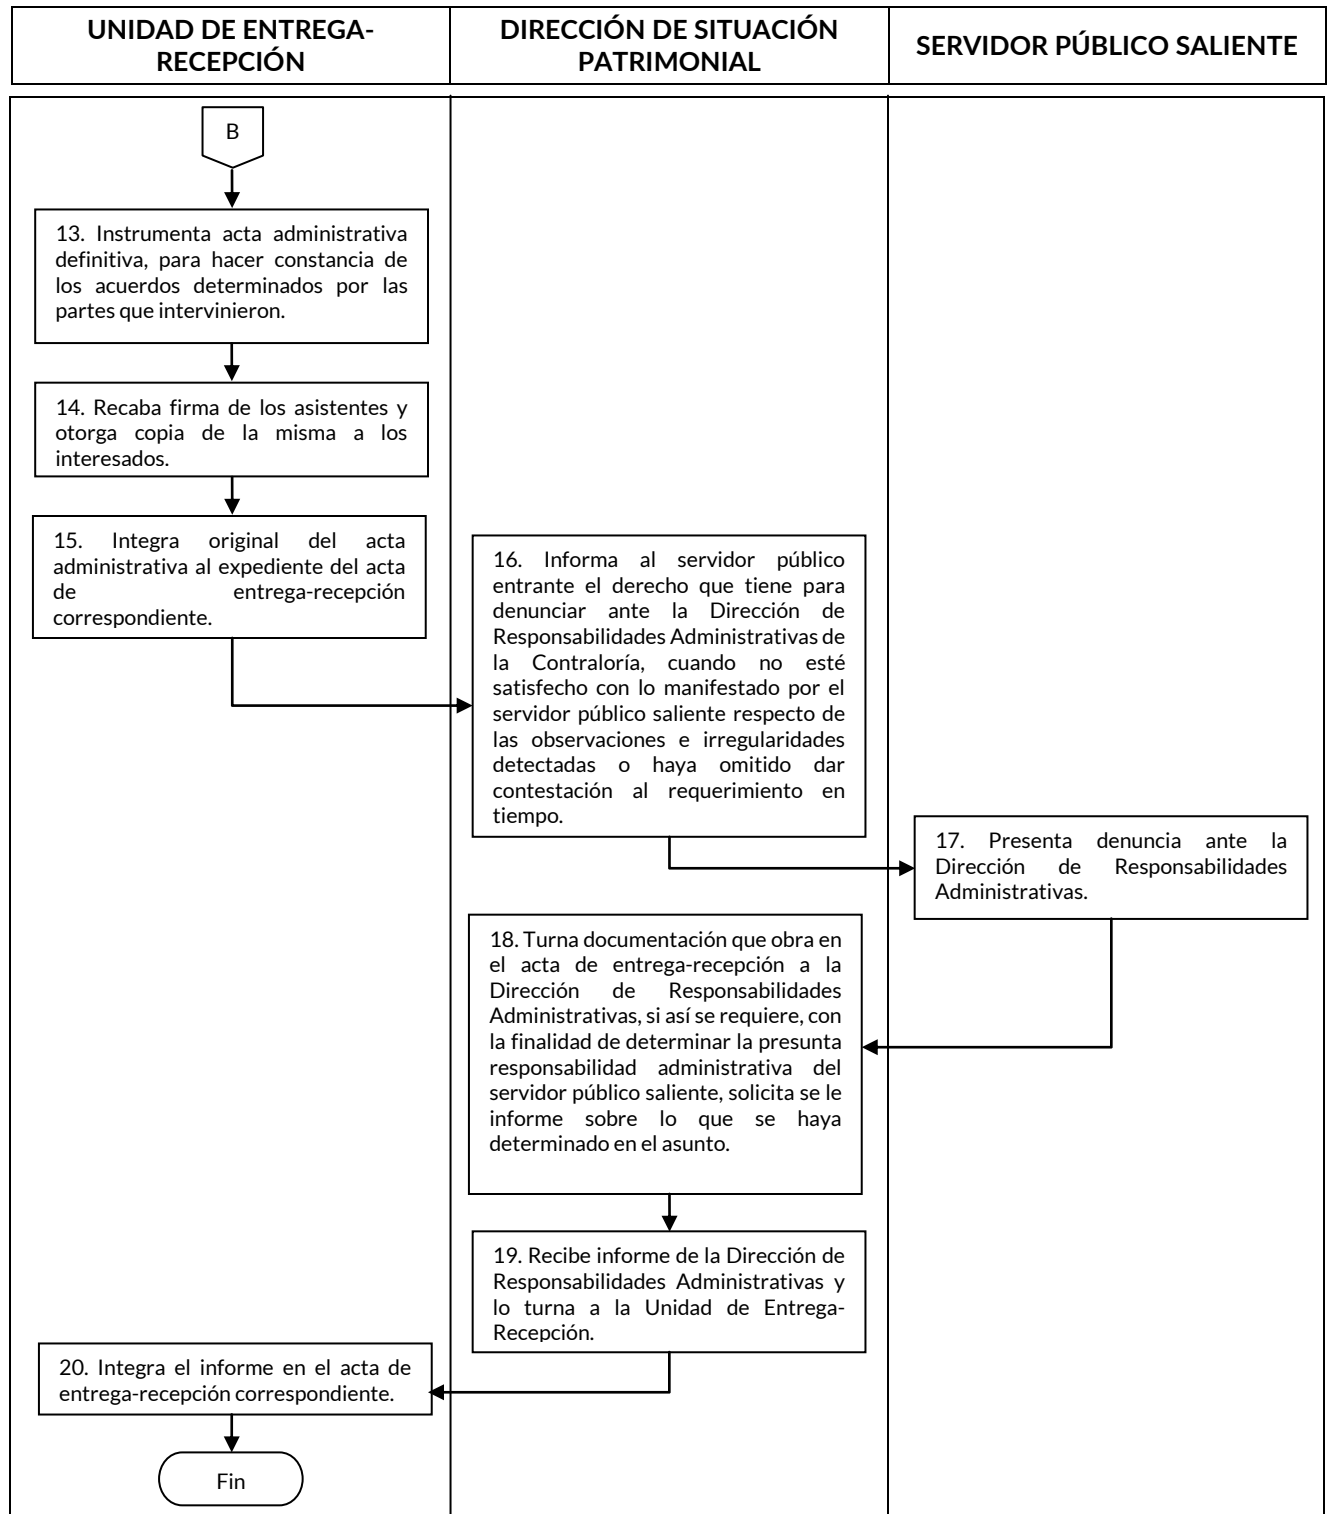 UNIDAD DE ENTREGA-
RECEPCIÓN
DIRECCIÓN DE SITUACIÓN
PATRIMONIAL
SERVIDOR PÚBLICO SALIENTE
B
13. Instrumenta acta administrativa
definitiva, para hacer constancia de
los acuerdos determinados por las
partes que intervinieron.
14. Recaba firma de los asistentes y
otorga copia de la misma a los
interesados.
15. Integra original del acta
administrativa al expediente del acta
de entrega-recepción
correspondiente.
16. Informa al servidor público
entrante el derecho que tiene para
denunciar ante la Dirección de
Responsabilidades Administrativas de
la Contraloría, cuando no esté
satisfecho con lo manifestado por el
servidor público saliente respecto de
las observaciones e irregularidades
detectadas o haya omitido dar
contestación al requerimiento en
tiempo.
17. Presenta denuncia ante la
Dirección de Responsabilidades
Administrativas.
18. Turna documentación que obra en
el acta de entrega-recepción a la
Dirección de Responsabilidades
Administrativas, si así se requiere, con
la finalidad de determinar la presunta
responsabilidad administrativa del
servidor público saliente, solicita se le
informe sobre lo que se haya
determinado en el asunto.
19. Recibe informe de la Dirección de
Responsabilidades Administrativas y
lo turna a la Unidad de Entrega-
Recepción.
20. Integra el informe en el acta de
entrega-recepción correspondiente.
Fin